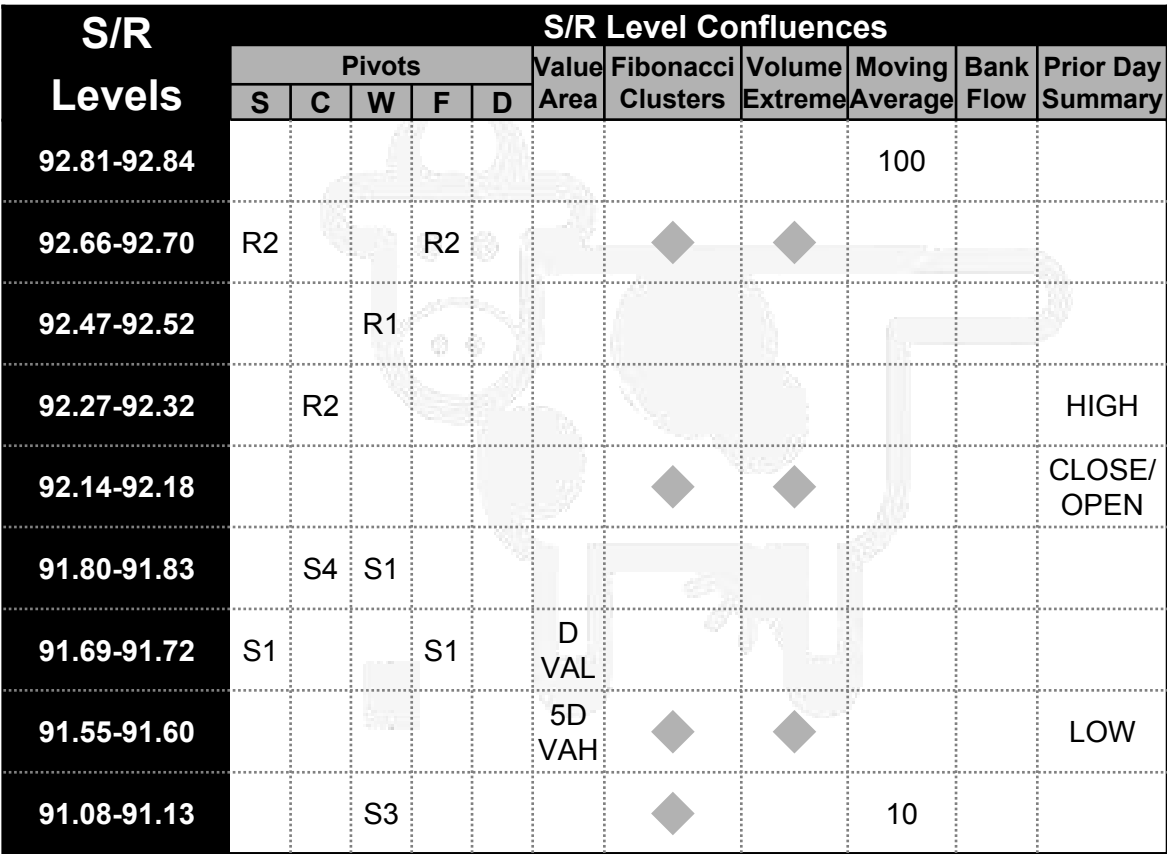 S/R Levels
S/R Level Confluences
Pivots
Value Area
Fibonacci Clusters
Volume Extreme
Moving Average
Bank Flow
Prior Day Summary
S C W F D
92.81-92.84 100
92.66-92.70 R2 R2
92.47-92.52 R1
92.27-92.32 R2 HIGH
92.14-92.18 CLOSE/ OPEN
91.80-91.83 S4 S1
91.69-91.72 S1 S1 D VAL
91.55-91.60 5D VAH LOW
91.08-91.13 S3 10